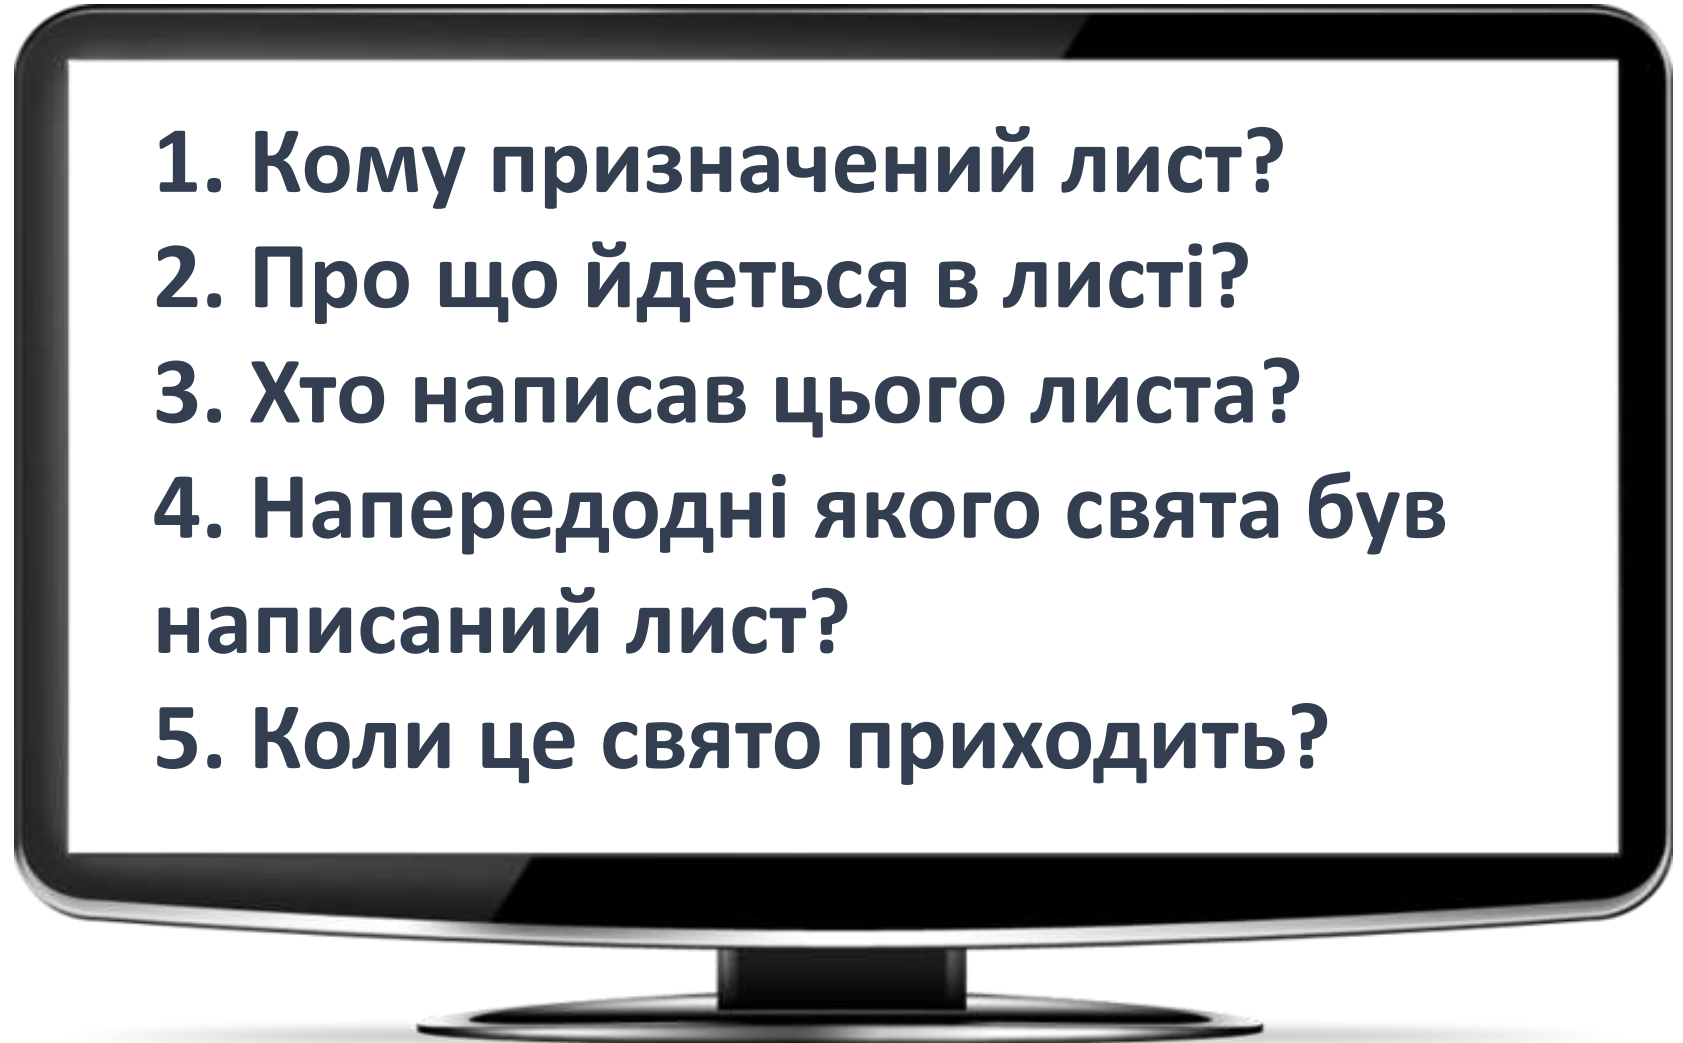 1. Кому призначений лист?
2. Про що йдеться в листі?
3. Хто написав цього листа?
4. Напередодні якого свята був
написаний лист?
5. Коли це свято приходить?